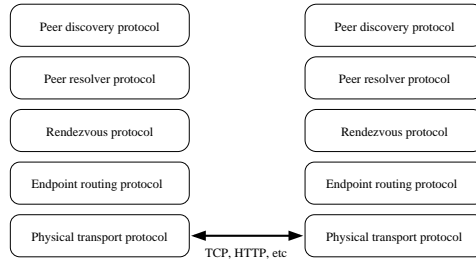 Peer discovery protocol
Peer discovery protocol
Peer resolver protocol
Peer resolver protocol
Rendezvous protocol
Rendezvous protocol
Endpoint routing protocol
Endpoint routing protocol
Physical transport protocol
Physical transport protocol
TCP, HTTP, etc